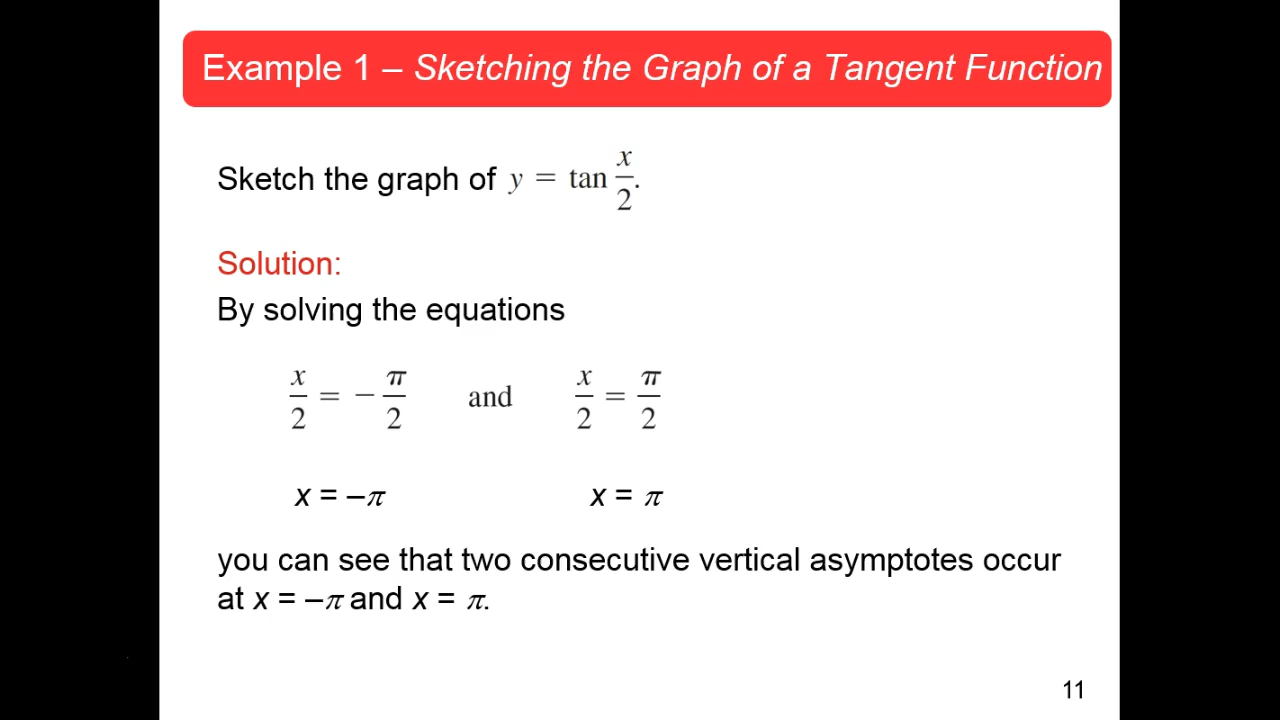 Example 1 – Sketching the Graph of a Tangent Function
Sketch the graph of y = tan x/2.
Solution:
By solving the equations
x/2 = – π/2 and x/2 = π/2
x = –π x = π
you can see that two consecutive vertical asymptotes occur
at x = –π and x = π.
11